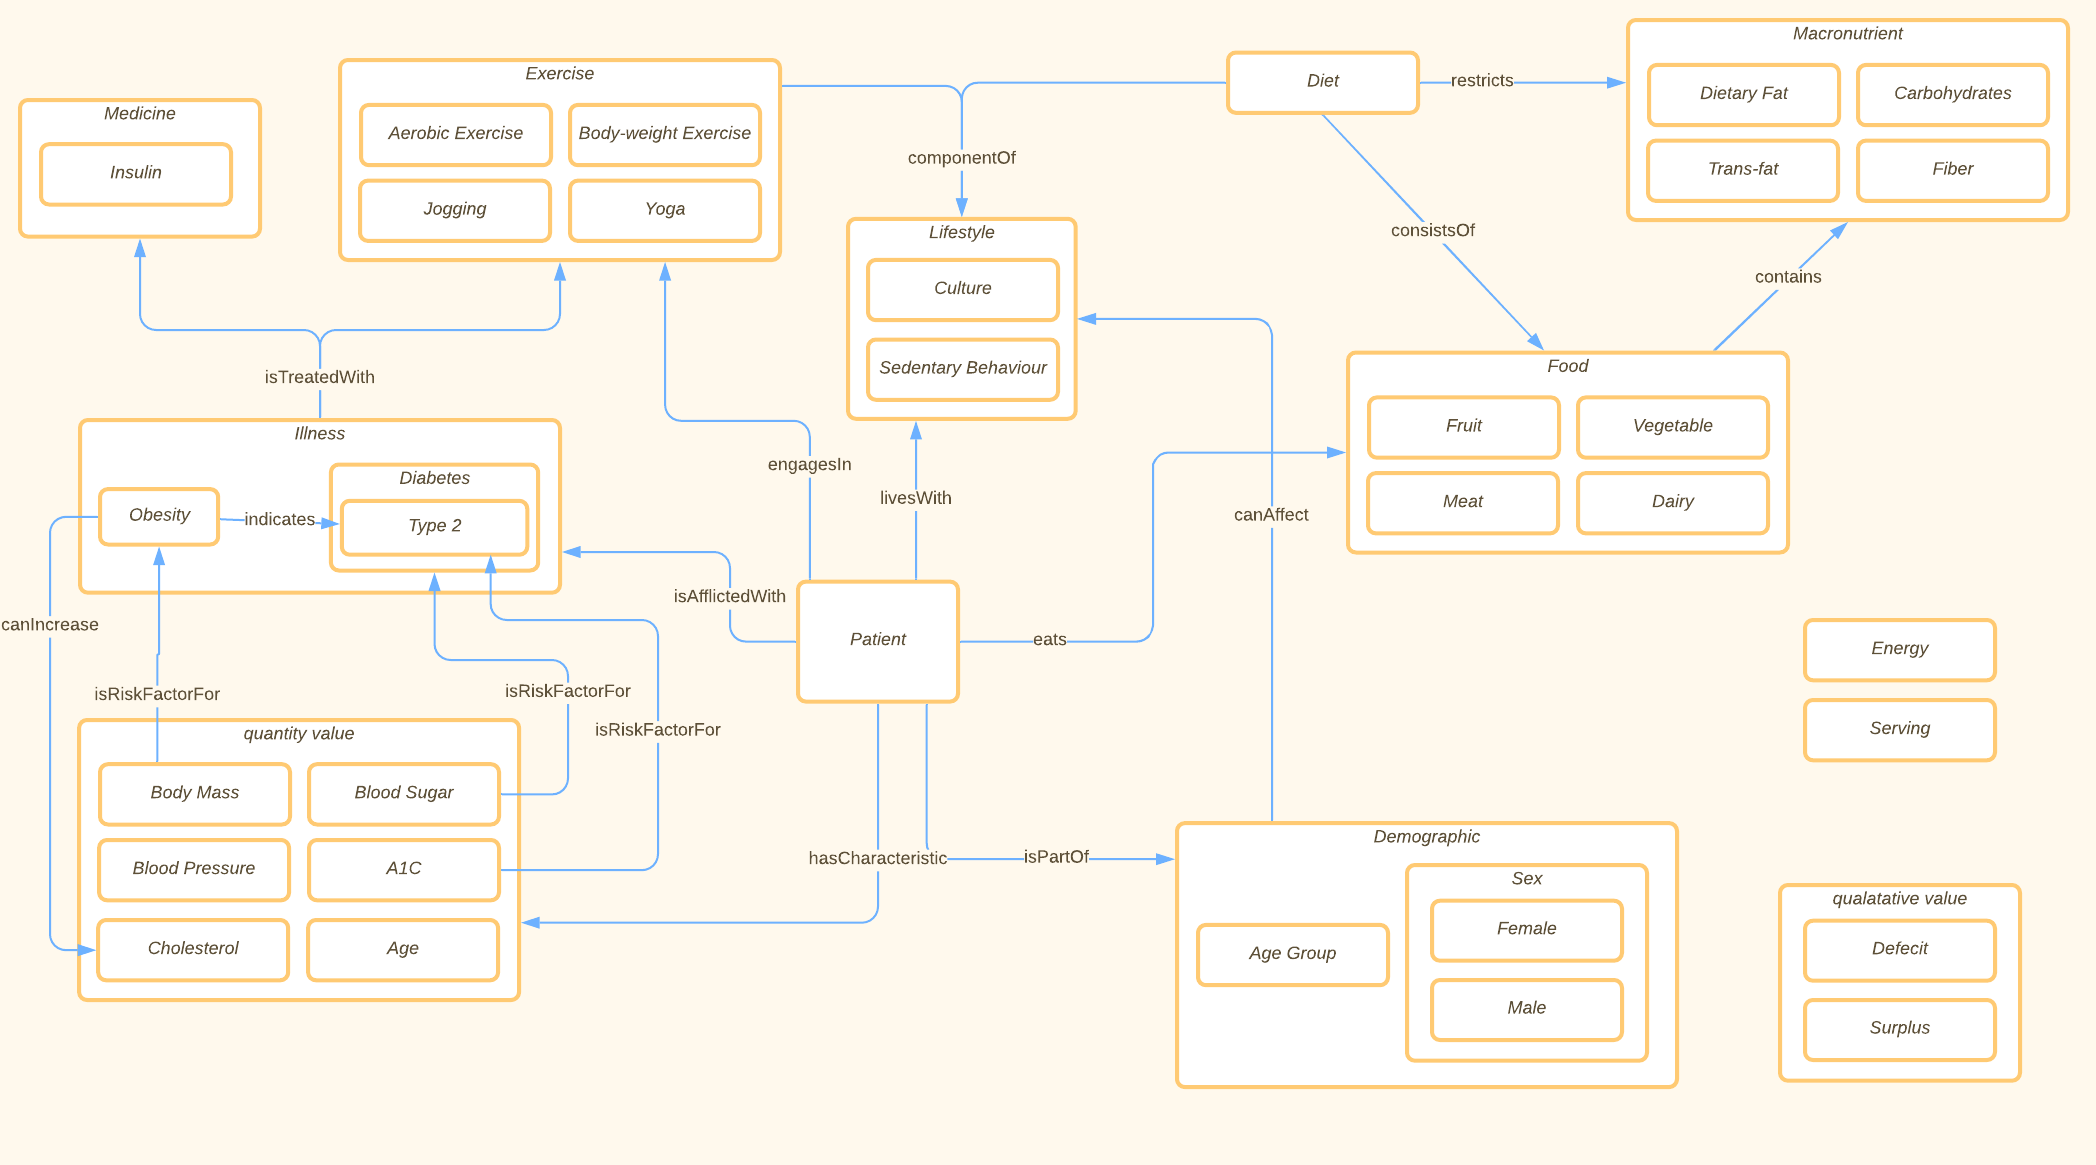 Macronutrient
Dietary Fat
Carbohydrates
Trans-fat
Fiber
Diet
restricts
Exercise
Aerobic Exercise
Body-weight Exercise
Jogging
Yoga
Medicine
Insulin
componentOf
Lifestyle
Culture
Sedentary Behaviour
consistsOf
contains
Food
Fruit
Vegetable
Meat
Dairy
isTreatedWith
Illness
Obesity
indicates
Diabetes
Type 2
engagesIn
livesWith
canAffect
isAfflictedWith
Patient
eats
canIncrease
isRiskFactorFor
isRiskFactorFor
isRiskFactorFor
quantity value
Body Mass
Blood Sugar
Blood Pressure
A1C
Cholesterol
Age
hasCharacteristic
isPartOf
Demographic
Age Group
Sex
Female
Male
Energy
Serving
qualatative value
Defecit
Surplus